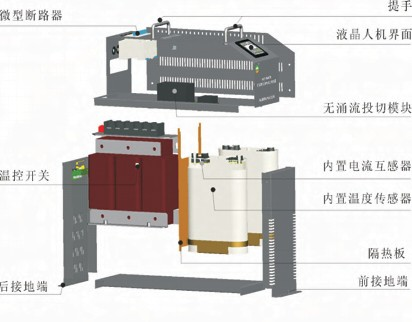 提手
微型断路器
液晶人机界面
无涌流投切模块
内置电流互感器
温控开关
内置温度传感器
隔热板
后接地端
前接地端